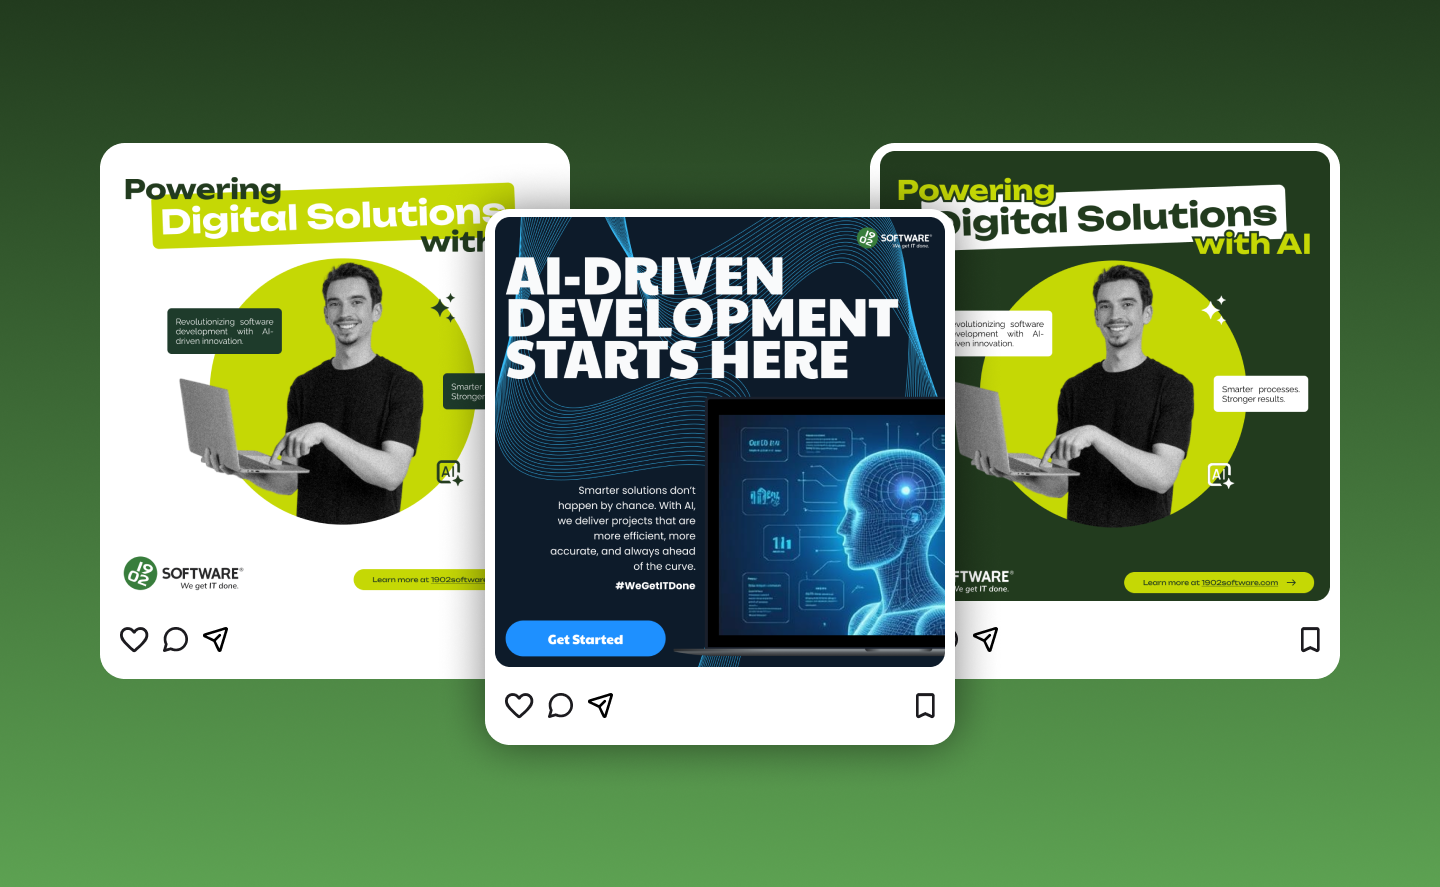 Powering
Digital Solutions
with
Revolutionizing software
development with AI-
driven innovation.
Smarter
Stronger
AI
1902
SOFTWARE®
We get IT done.
Learn more at 1902software
1902
SOFTWARE®
We get IT done.
AI-DRIVEN
DEVELOPMENT
STARTS HERE
Smarter solutions don’t
happen by chance. With AI,
we deliver projects that are
more efficient, more
accurate, and always ahead
of the curve.
#WeGetITDone
Get Started
Powering
Digital Solutions
with AI
volutionizing software
velopment with AI-
iven innovation.
Smarter processes.
Stronger results.
AI
FTWARE®
get IT done.
Learn more at 1902software.com →